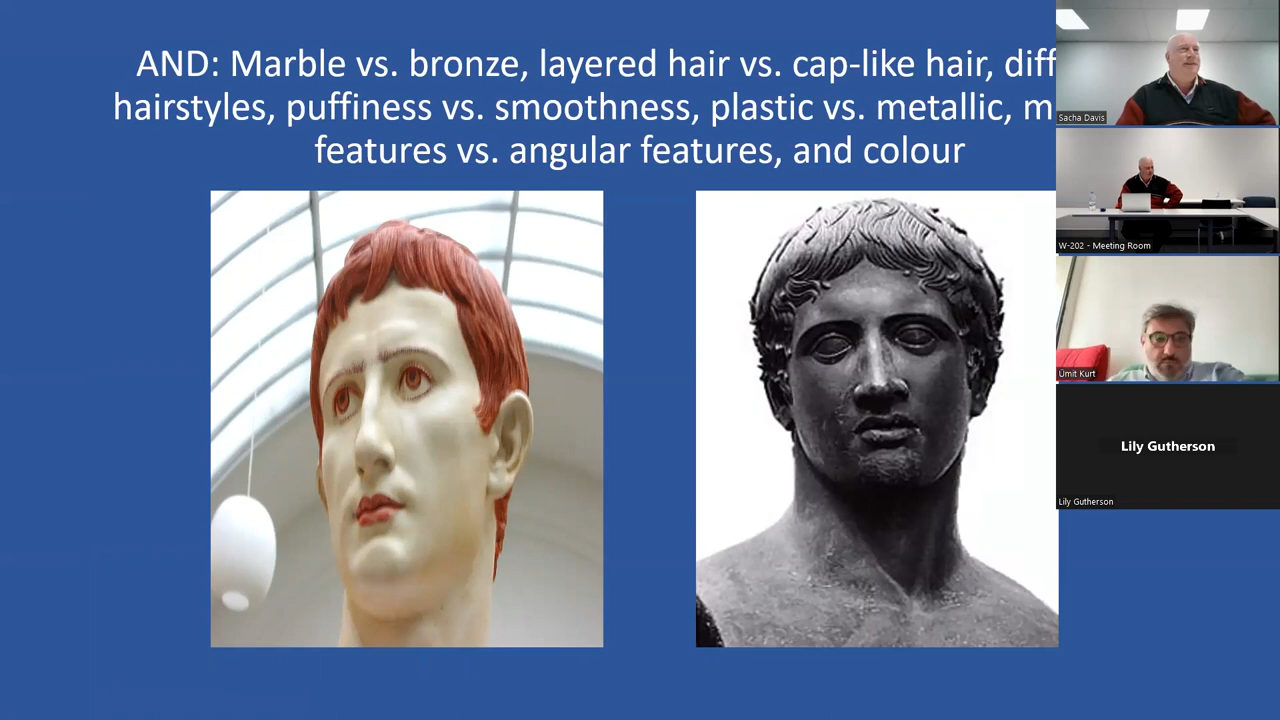 AND: Marble vs. bronze, layered hair vs. cap-like hair, diff
hairstyles, puffiness vs. smoothness, plastic vs. metallic, m
features vs. angular features, and colour
Sacha Davis
W-202 - Meeting Room
Ümit Kurt
Lily Gutherson
Lily Gutherson